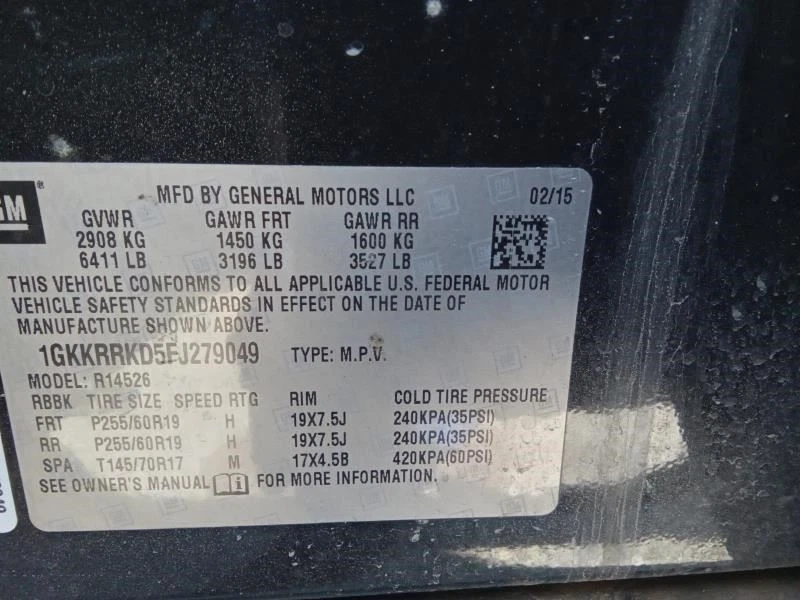 GM
MFD BY GENERAL MOTORS LLC 02/15
GVWR GAWR FRT GAWR RR
2908 KG 1450 KG 1600 KG
6411 LB 3196 LB 3527 LB
THIS VEHICLE CONFORMS TO ALL APPLICABLE U.S. FEDERAL MOTOR
VEHICLE SAFETY STANDARDS IN EFFECT ON THE DATE OF
MANUFACTURE SHOWN ABOVE.
1GKKRRKD5FJ279049 TYPE: M.P.V.
MODEL: R14526
RBBK TIRE SIZE SPEED RTG RIM COLD TIRE PRESSURE
FRT P255/60R19 H 19X7.5J 240KPA(35PSI)
RR P255/60R19 H 19X7.5J 240KPA(35PSI)
SPA T145/70R17 M 17X4.5B 420KPA(60PSI)
SEE OWNER'S MANUAL FOR MORE INFORMATION.